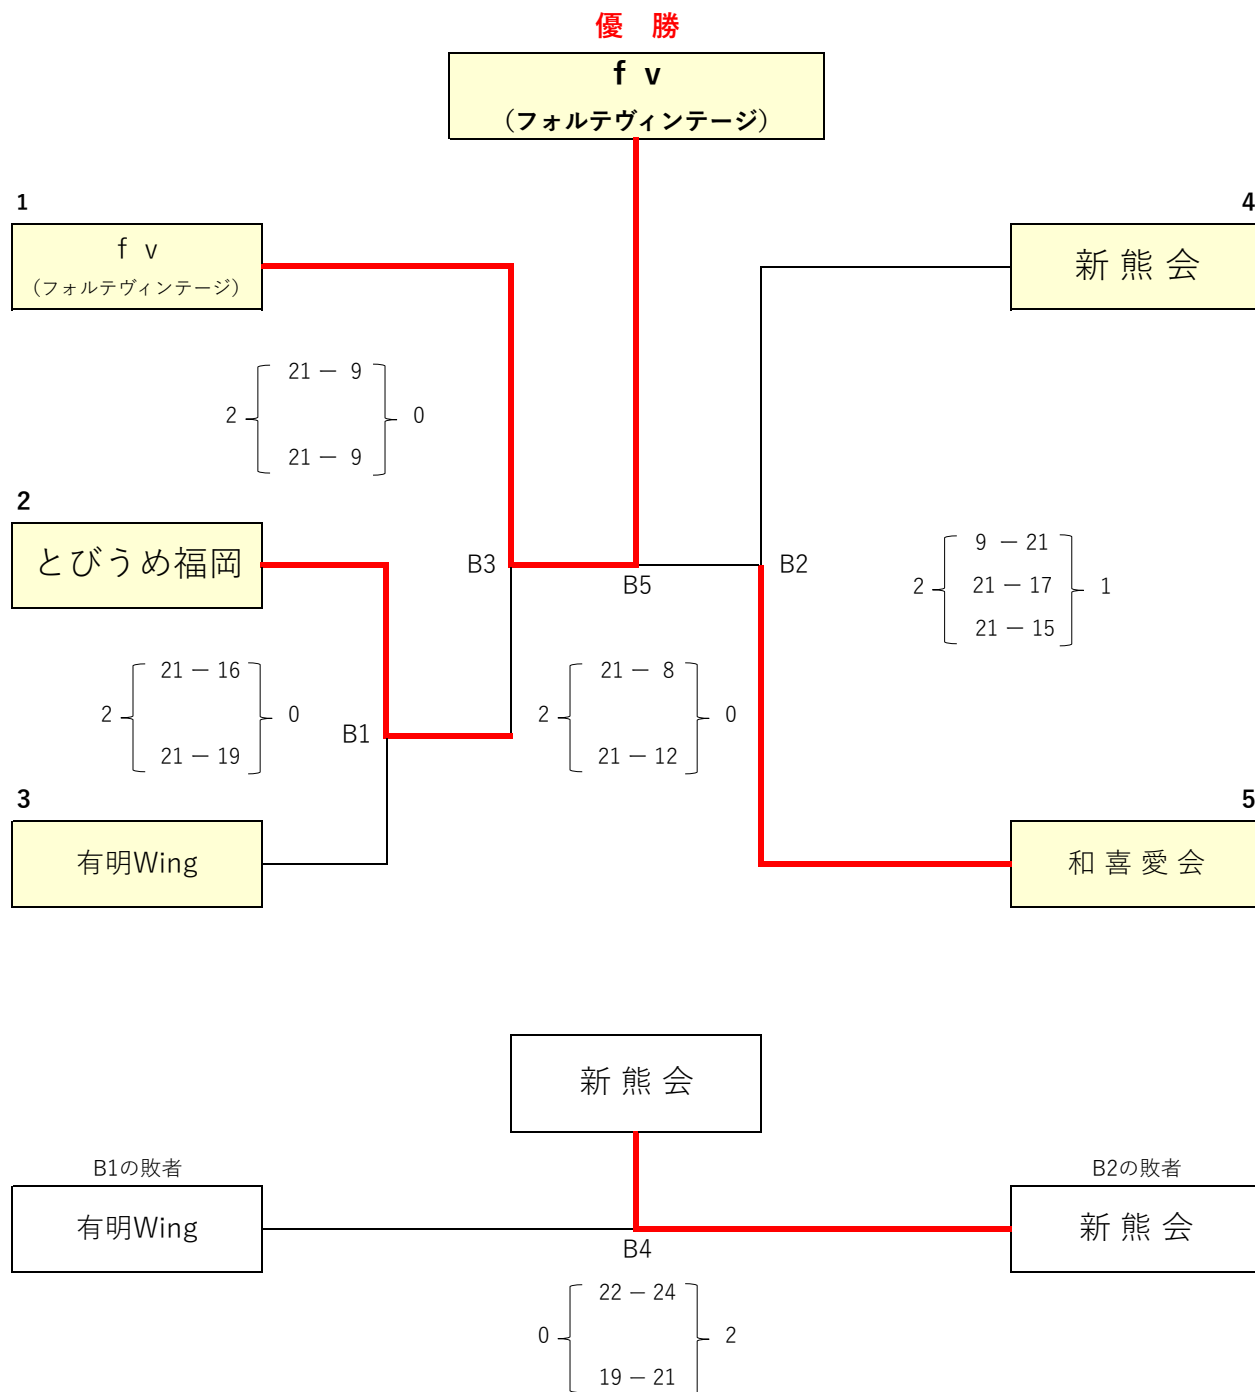 優 勝
ｆ ｖ
（フォルテヴィンテージ）
1
ｆ ｖ
（フォルテヴィンテージ）
4
新 熊 会
21 － 9
2 0
21 － 9
2
とびうめ福岡
B3
B5
B2
9 －21
2 21 － 17 1
21 － 15
21 － 16
2 0
21 － 19
B1
21 － 8
2 0
21 － 12
3
有明Wing
5
和 喜 愛 会
新 熊 会
B1の敗者
有明Wing
B2の敗者
新 熊 会
B4
22 － 24
0 2
19 － 21